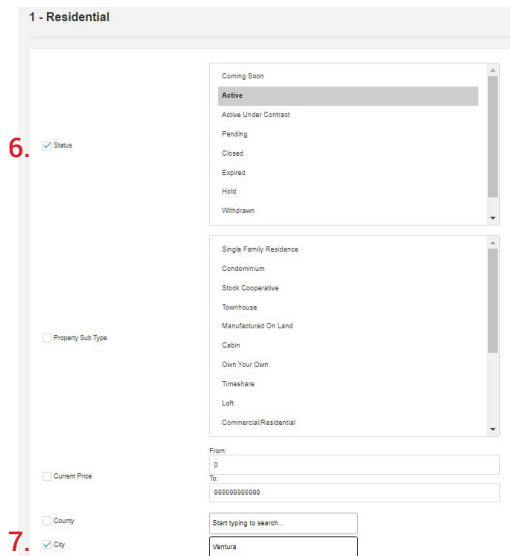 1 - Residential
Coming Soon
Active
Active Under Contract
Pending
6. Status
Closed
Expired
Hold
Withdrawn
Single Family Residence
Condominium
Stock Cooperative
Townhouse
Manufactured On Land
Property Sub Type
Cabin
Own Your Own
Timeshare
Loft
Commercial/Residential
From:
0
Current Price
To:
999999999999
County Start typing to search...
7. City Ventura